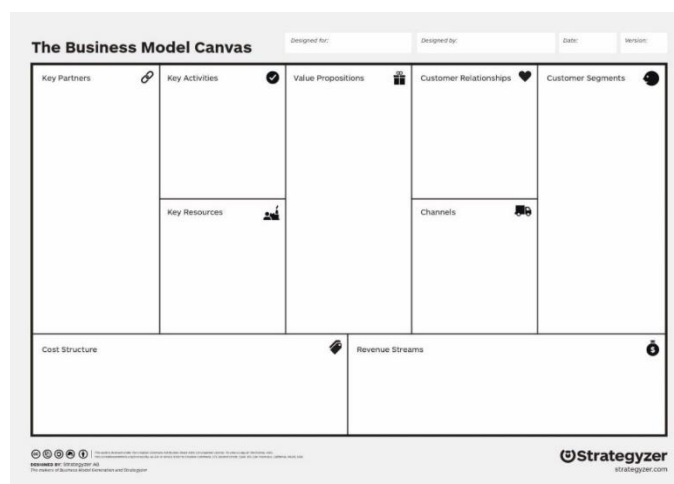 The Business Model Canvas
Designed for:
Designed by:
Date:
Version:
Key Partners
Key Activities
Value Propositions
Customer Relationships
Customer Segments
Key Resources
Channels
Cost Structure
Revenue Streams
DESIGNED BY: Strategyzer AG
The makers of Business Model Generation and Strategyzer
Strategyzer
strategyzer.com